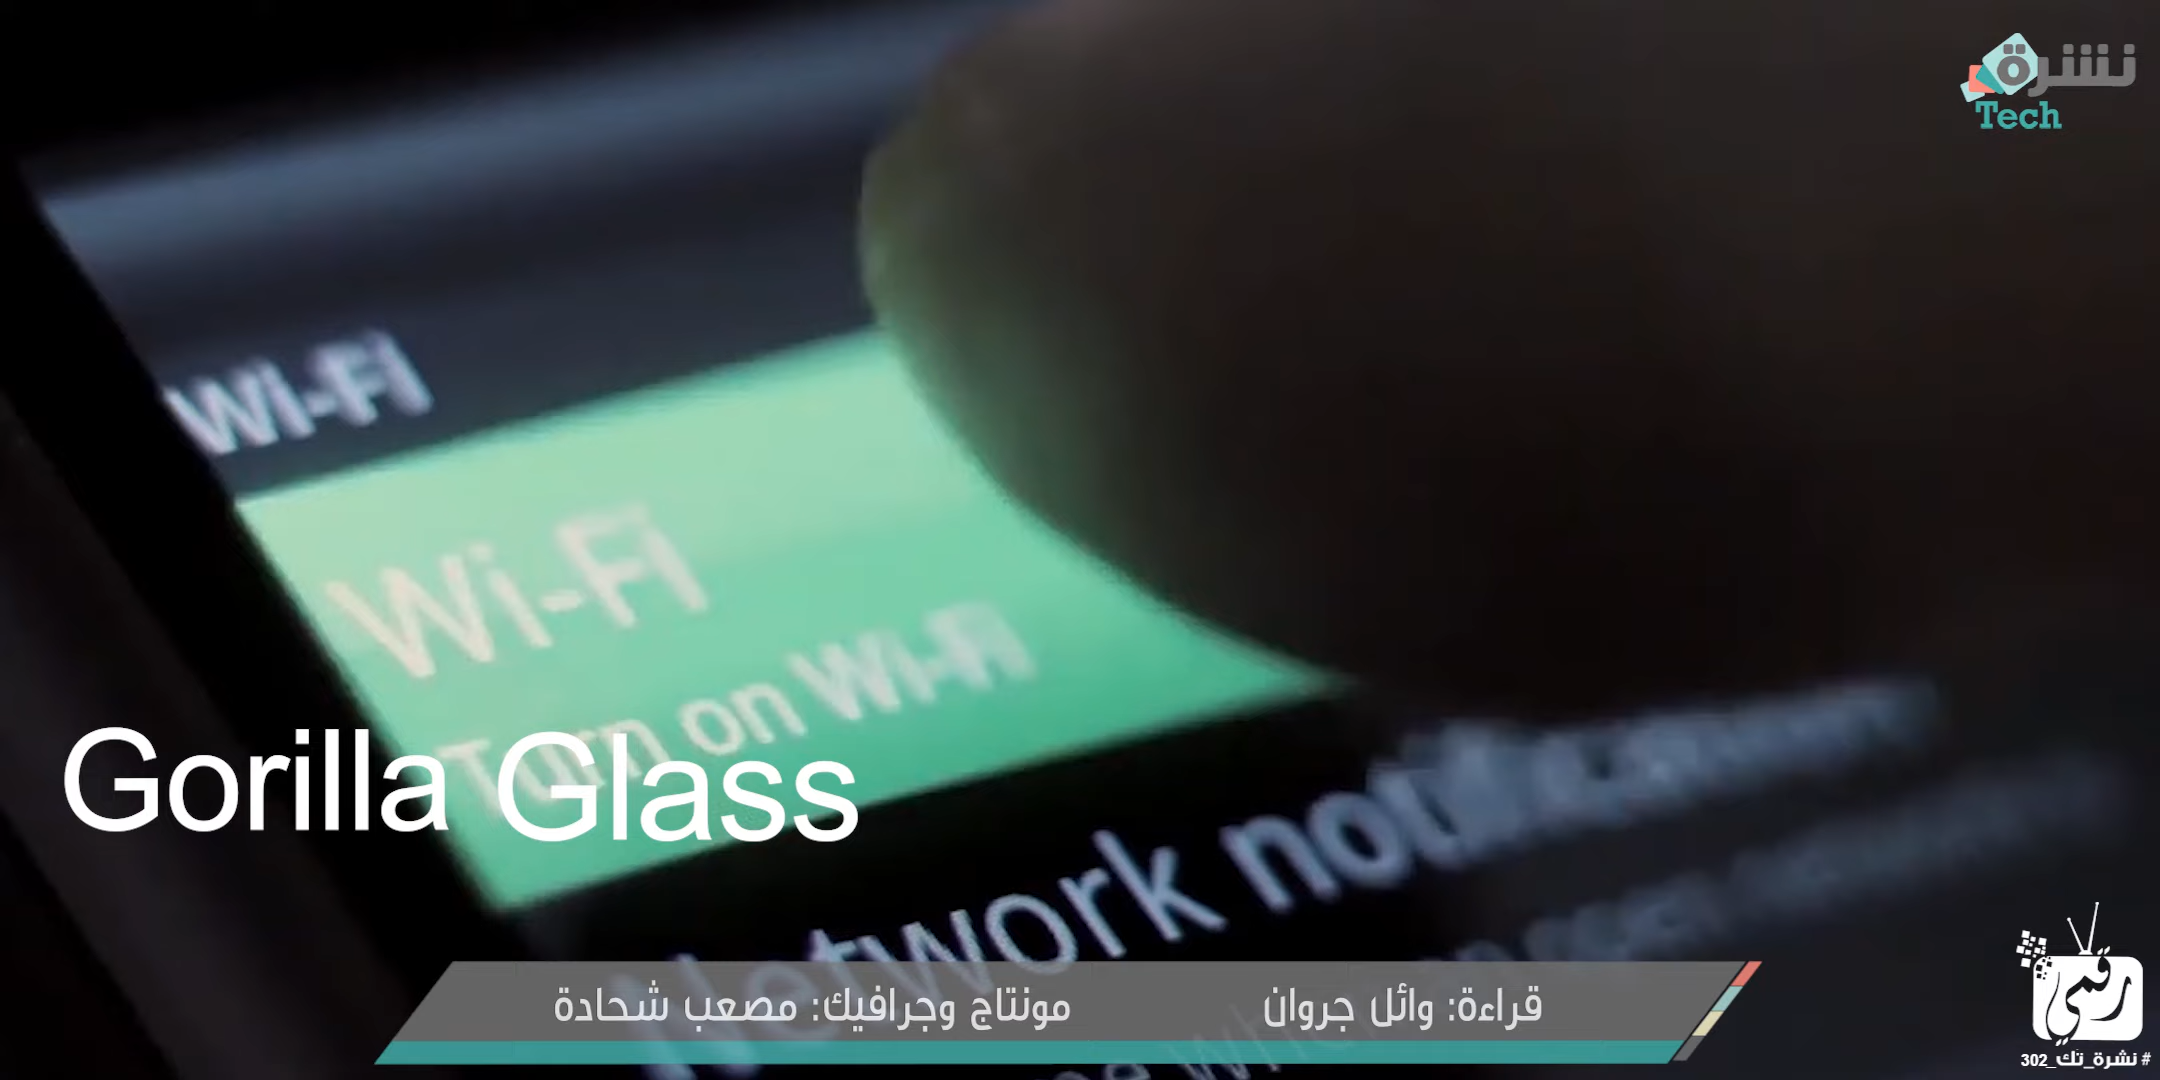 نشرة
Tech
Wi-Fi
Wi-Fi
Turn on Wi-Fi
Gorilla Glass
Network
قراءة: وائل جروان
مونتاج وجرافيك: مصعب شحادة
رقمي
# نشرة_تك_302